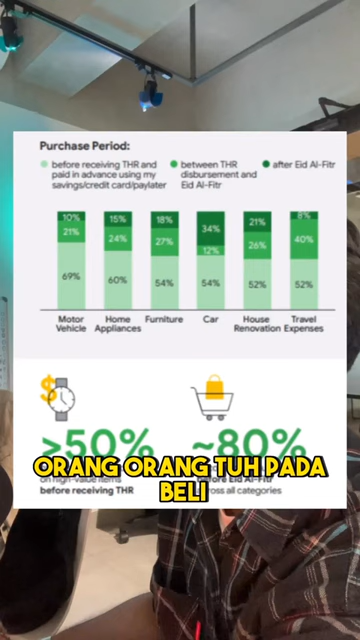 Purchase Period:
before receiving THR and paid in advance using my savings/credit card/paylater
between THR disbursement and Eid Al-Fitr
after Eid Al-Fitr
10% 15% 18% 34% 21% 8%
21% 24% 27% 12% 26% 40%
69% 60% 54% 54% 52% 52%
Motor Vehicle
Home Appliances
Furniture
Car
House Renovation
Travel Expenses
>50%
on high-value items
before receiving THR
~80%
before Eid Al-Fitr
across all categories
ORANG ORANG TUH PADA
BELI